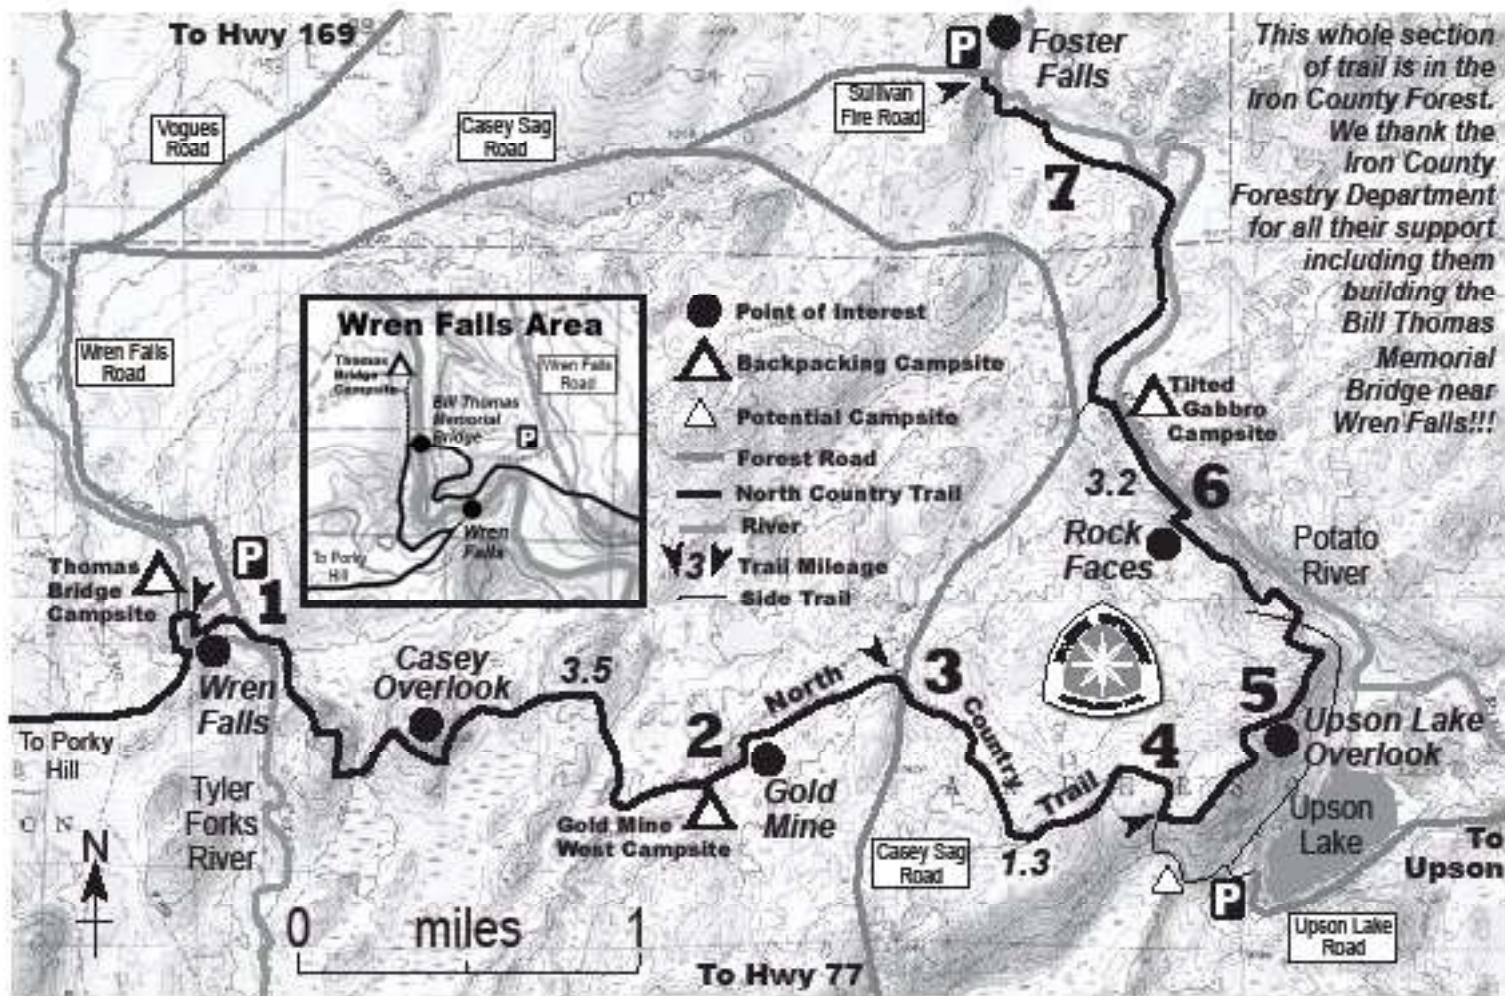 To Hwy 169
Vogues
Road
Casey Sag
Road
Sullivan
Fire Road
P
Foster
Falls
This whole section
of trail is in the
Iron County Forest.
We thank the
Iron County
Forestry Department
for all their support
including them
building the
Bill Thomas
Memorial
Bridge near
Wren Falls!!!
7
Wren Falls
Road
Wren Falls Area
Thomas
Bridge
Campsite
Wren Falls
Road
Bill Thomas
Memorial
Bridge
P
Wren
Falls
To Porky
Hill
Point of Interest
Backpacking Campsite
Potential Campsite
Forest Road
North Country Trail
River
3
Trail Mileage
Side Trail
Tilted
Gabbro
Campsite
3.2
6
Rock
Faces
Potato
River
Thomas
Bridge
Campsite
P
1
Wren
Falls
Casey
Overlook
3.5
2
North
3
Country
Trail
4
5
Upson Lake
Overlook
To Porky
Hill
Tyler
Forks
River
Gold Mine
West Campsite
Gold
Mine
Casey Sag
Road
1.3
Upson
Lake
To
Upson
P
Upson Lake
Road
N
0 miles 1
To Hwy 77